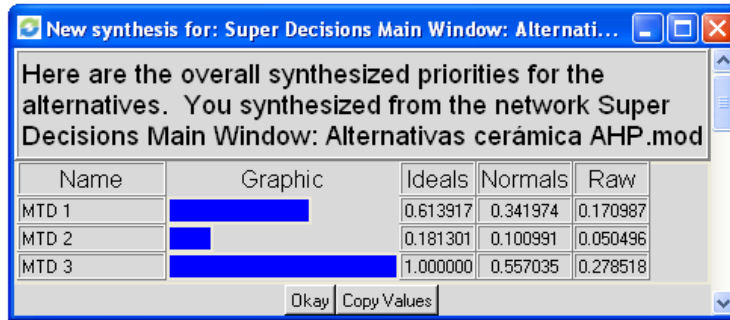 New synthesis for: Super Decisions Main Window: Alternati...
Here are the overall synthesized priorities for the
alternatives. You synthesized from the network Super
Decisions Main Window: Alternativas cerámica AHP.mod
Name Graphic Ideals Normals Raw
MTD 1 0.613917 0.341974 0.170987
MTD 2 0.181301 0.100991 0.050496
MTD 3 1.000000 0.557035 0.278518
Okay Copy Values